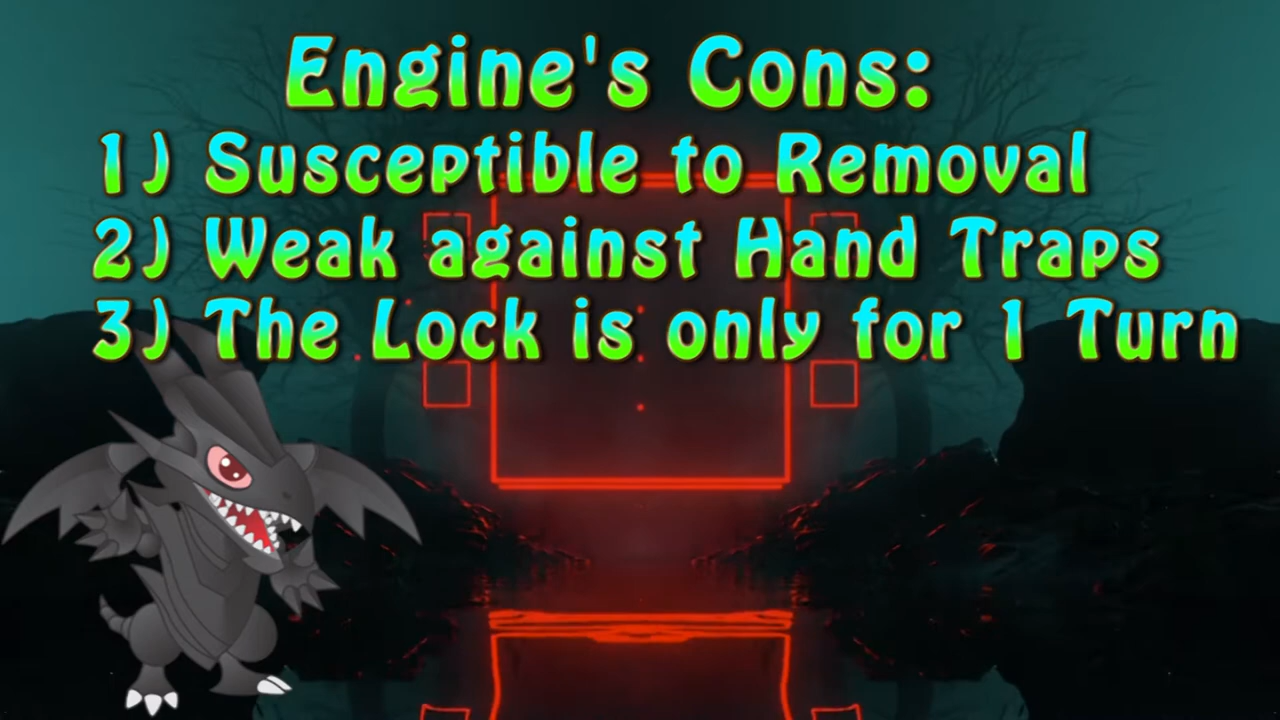 Engine's Cons:
1) Susceptible to Removal
2) Weak against Hand Traps
3) The Lock is only for 1 Turn